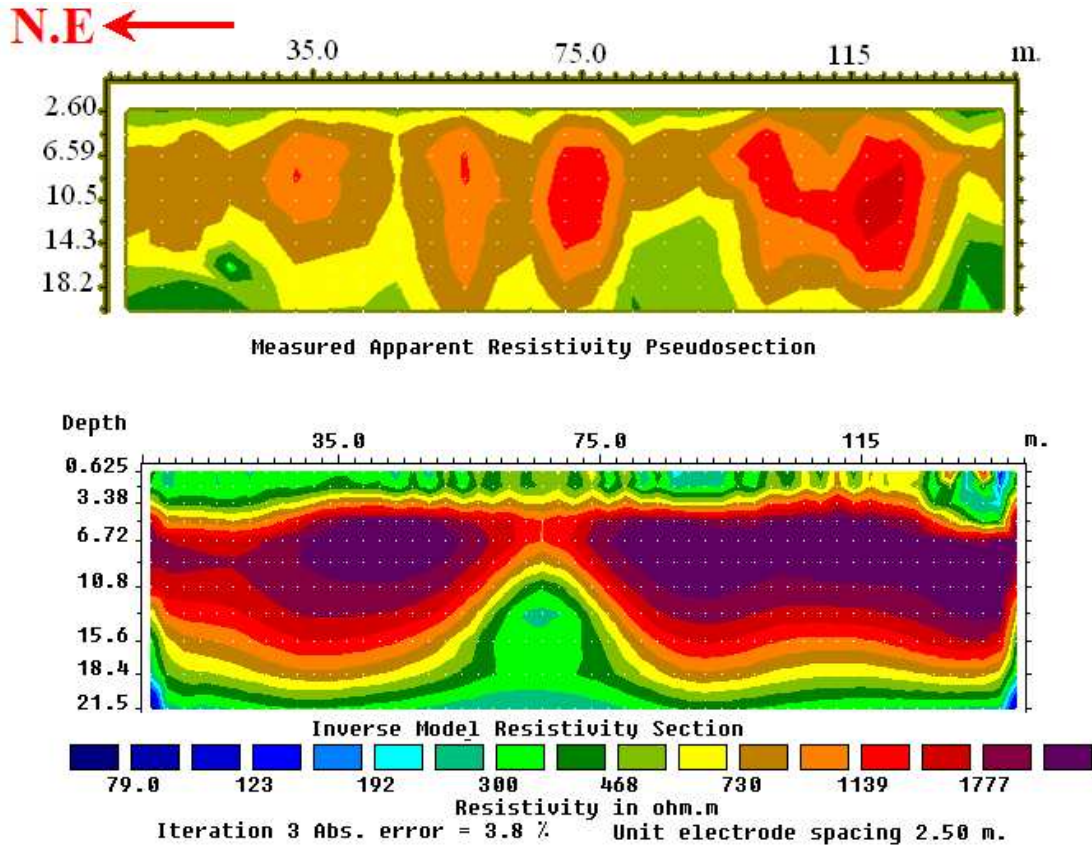 N.E
35.0 75.0 115 m.
2.60
6.59
10.5
14.3
18.2
Measured Apparent Resistivity Pseudosection
Depth
35.0 75.0 115 m.
0.625
3.38
6.72
10.8
15.6
18.4
21.5
Inverse Model Resistivity Section
79.0 123 192 300 468 730 1139 1777
Resistivity in ohm.m
Iteration 3 Abs. error = 3.8 % Unit electrode spacing 2.50 m.